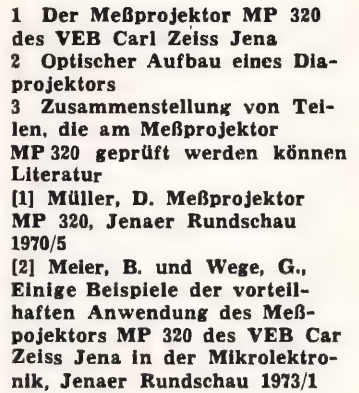 1 Der Meßprojektor MP 320
des VEB Carl Zeiss Jena
2 Optischer Aufbau eines Dia-
projektors
3 Zusammenstellung von Tei-
len, die am Meßprojektor
MP 320 geprüft werden können
Literatur
[1] Müller, D. Meßprojektor
MP 320, Jenaer Rundschau
1970/5
[2] Meier, B. und Wege, G.,
Einige Beispiele der vorteil-
haften Anwendung des Meß-
pojektors MP 320 des VEB Car
Zeiss Jena in der Mikrolektro-
nik, Jenaer Rundschau 1973/1